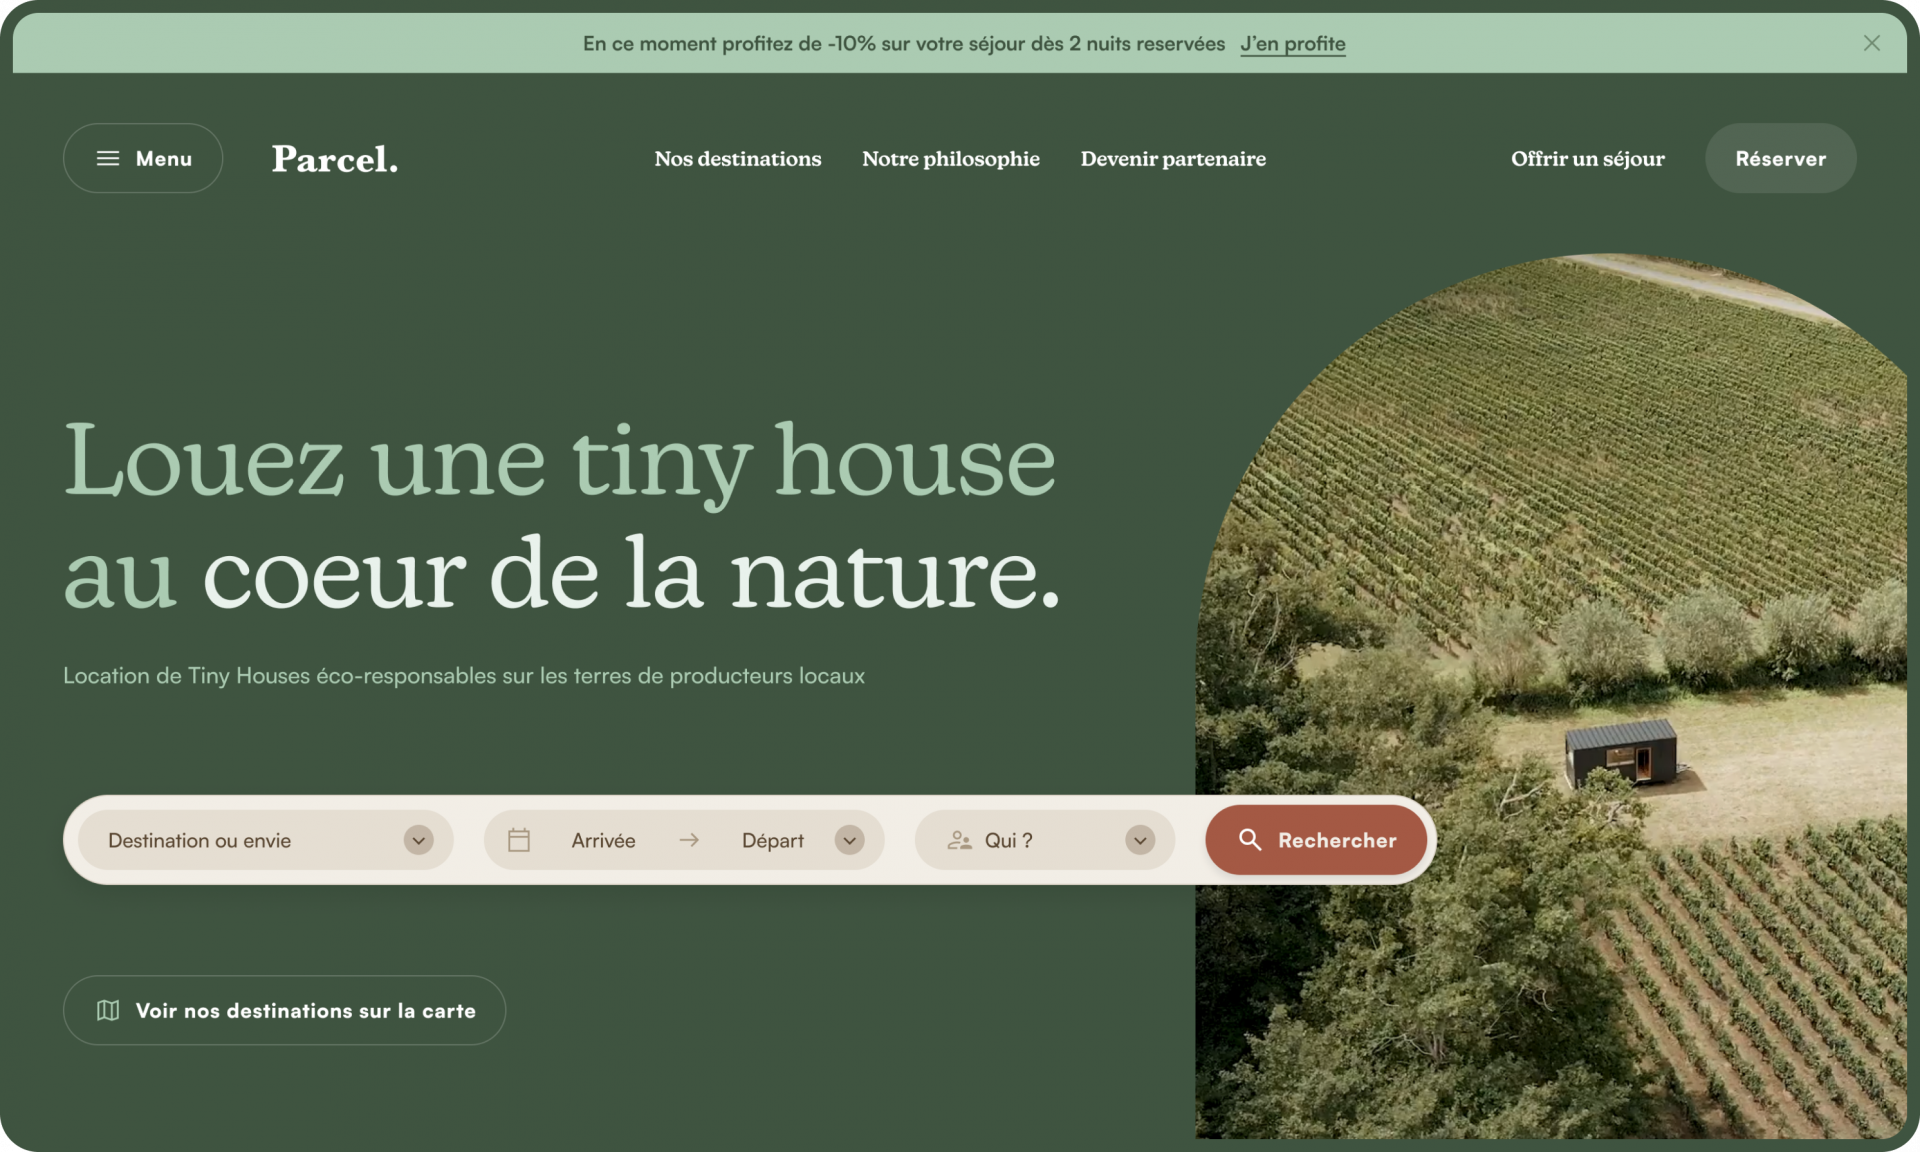 En ce moment profitez de -10% sur votre séjour dès 2 nuits reservées J’en profite
Menu
Parcel.
Nos destinations
Notre philosophie
Devenir partenaire
Offrir un séjour
Réserver
Louez une tiny house
au coeur de la nature.
Location de Tiny Houses éco-responsables sur les terres de producteurs locaux
Destination ou envie
Arrivée
Départ
Qui ?
Rechercher
Voir nos destinations sur la carte